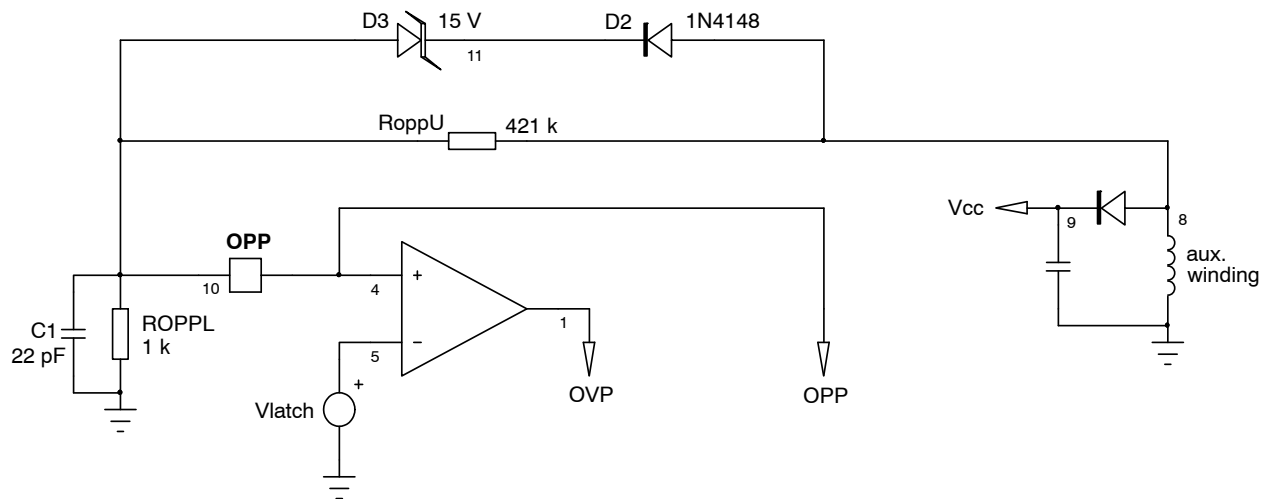 D3 15 V D2 1N4148
11
RoppU 421 k
Vcc 9 8
aux.
winding
OPP
10 4 +
C1
22 pF
ROPPL
1 k
1
5 −
+
Vlatch
OVP OPP